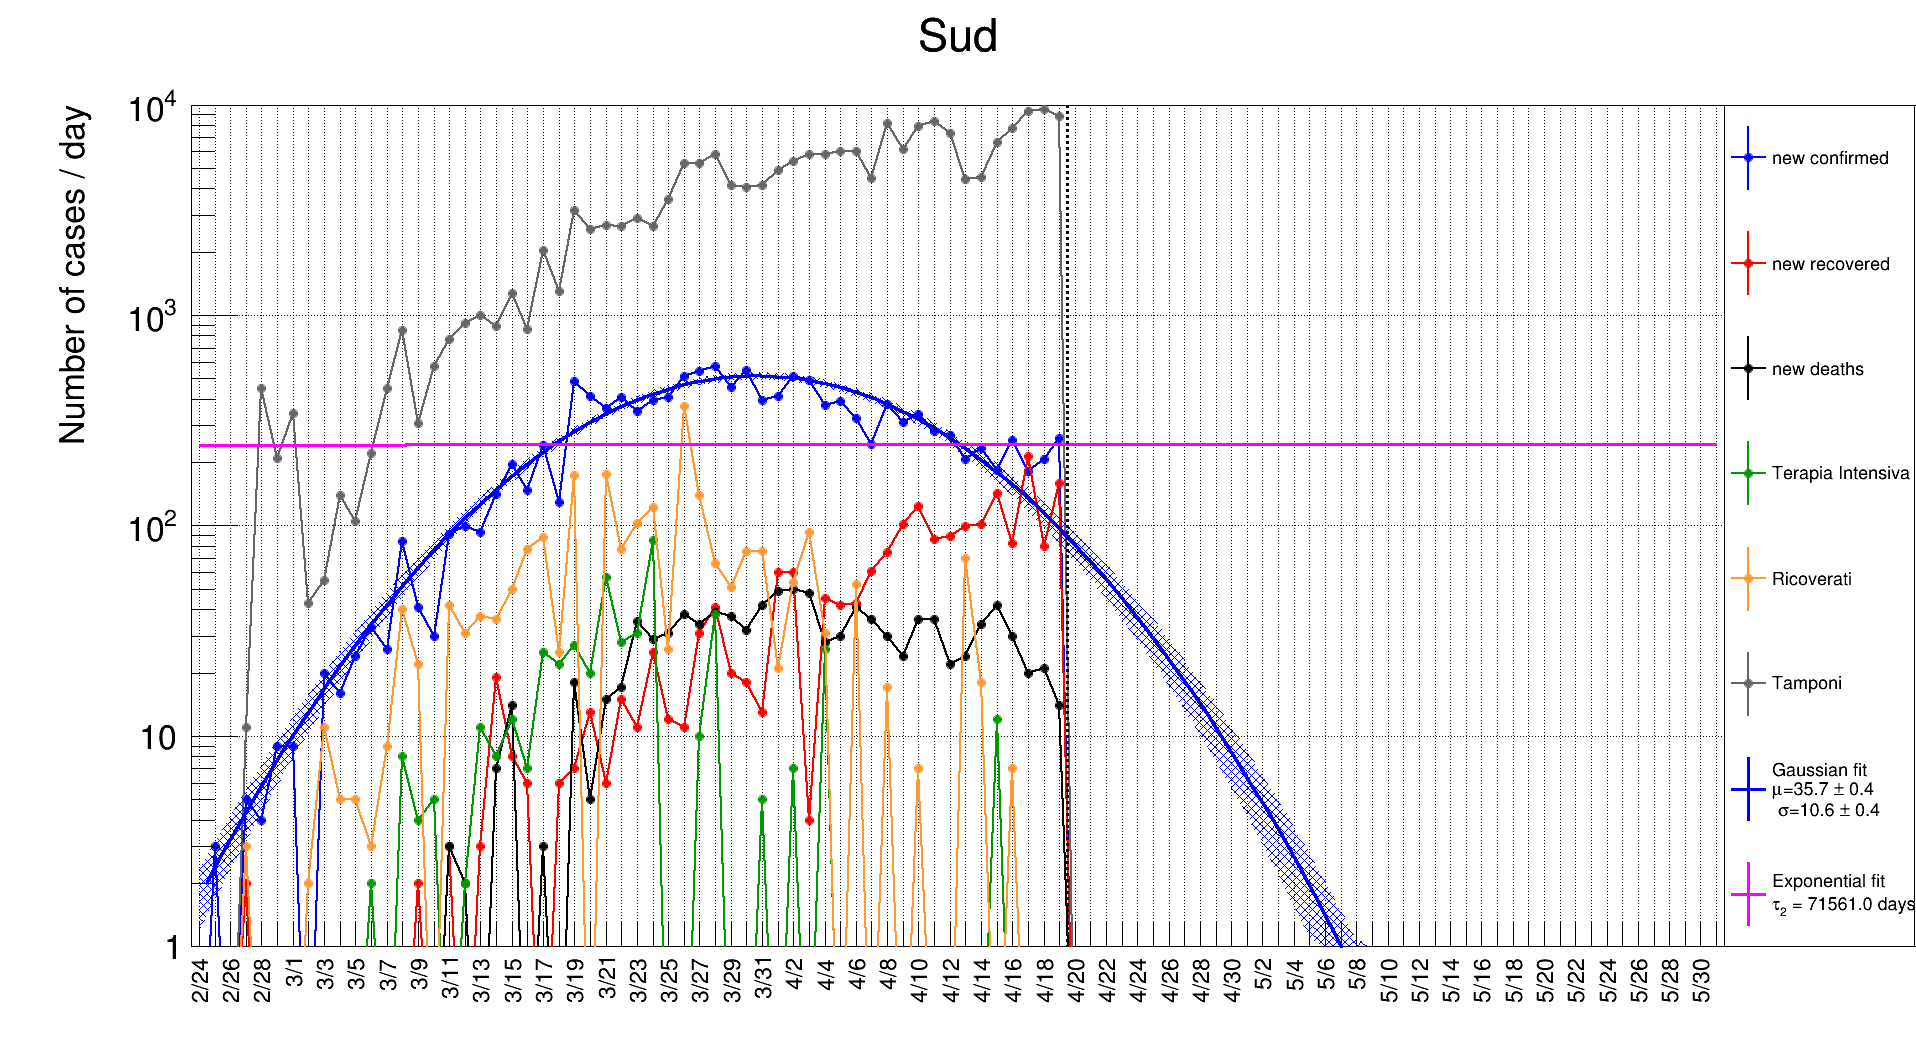 Sud
Number of cases / day
10^4
10^3
10^2
10
1
2/24 2/26 2/28 3/1 3/3 3/5 3/7 3/9 3/11 3/13 3/15 3/17 3/19 3/21 3/23 3/25 3/27 3/29 3/31 4/2 4/4 4/6 4/8 4/10 4/12 4/14 4/16 4/18 4/20 4/22 4/24 4/26 4/28 4/30 5/2 5/4 5/6 5/8 5/10 5/12 5/14 5/16 5/18 5/20 5/22 5/24 5/26 5/28 5/30
new confirmed
new recovered
new deaths
Terapia Intensiva
Ricoverati
Tamponi
Gaussian fit
μ=35.7 ± 0.4
σ=10.6 ± 0.4
Exponential fit
τ₂ = 71561.0 days